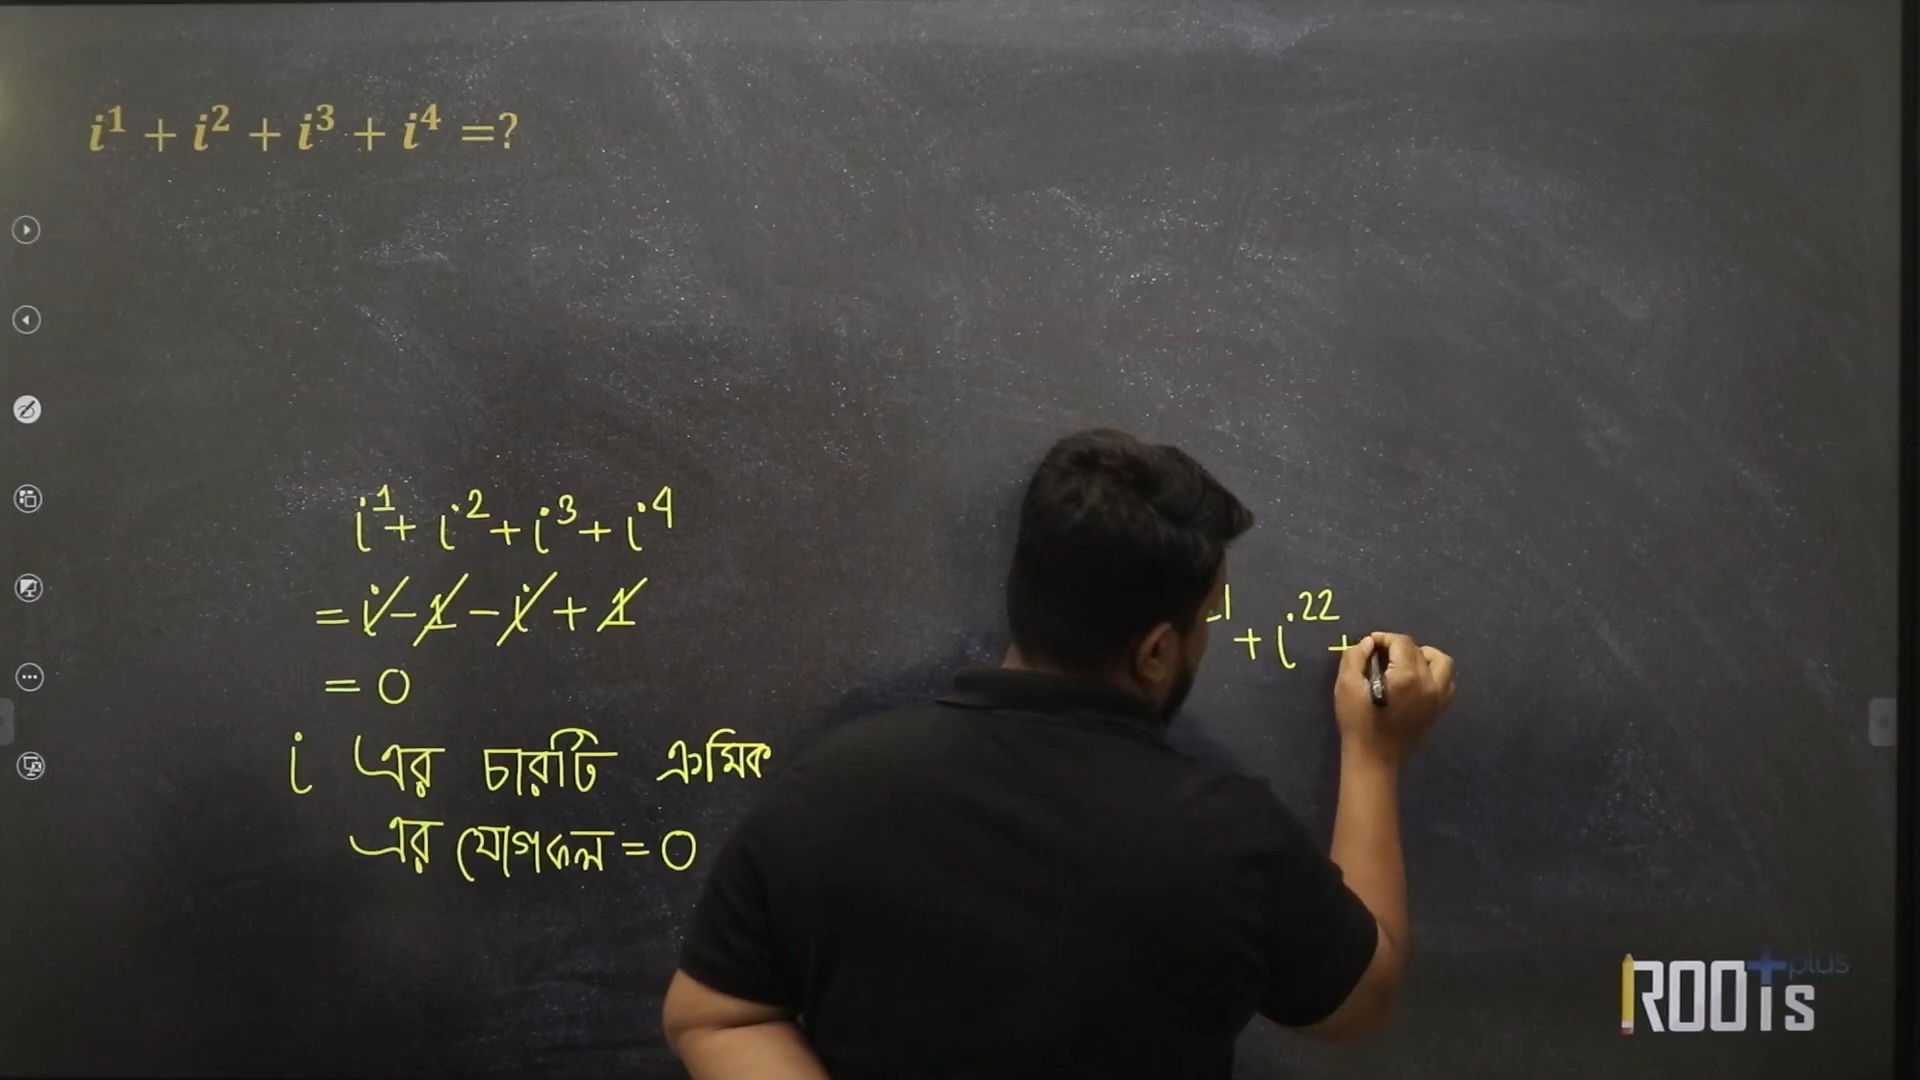 i¹ + i² + i³ + i⁴ =?
i¹ + i² + i³ + i⁴
= i - 1 - i + 1
= 0
i এর চারটি ক্রমিক
এর যোগফল = 0
+ i²² +
ROOTs plus